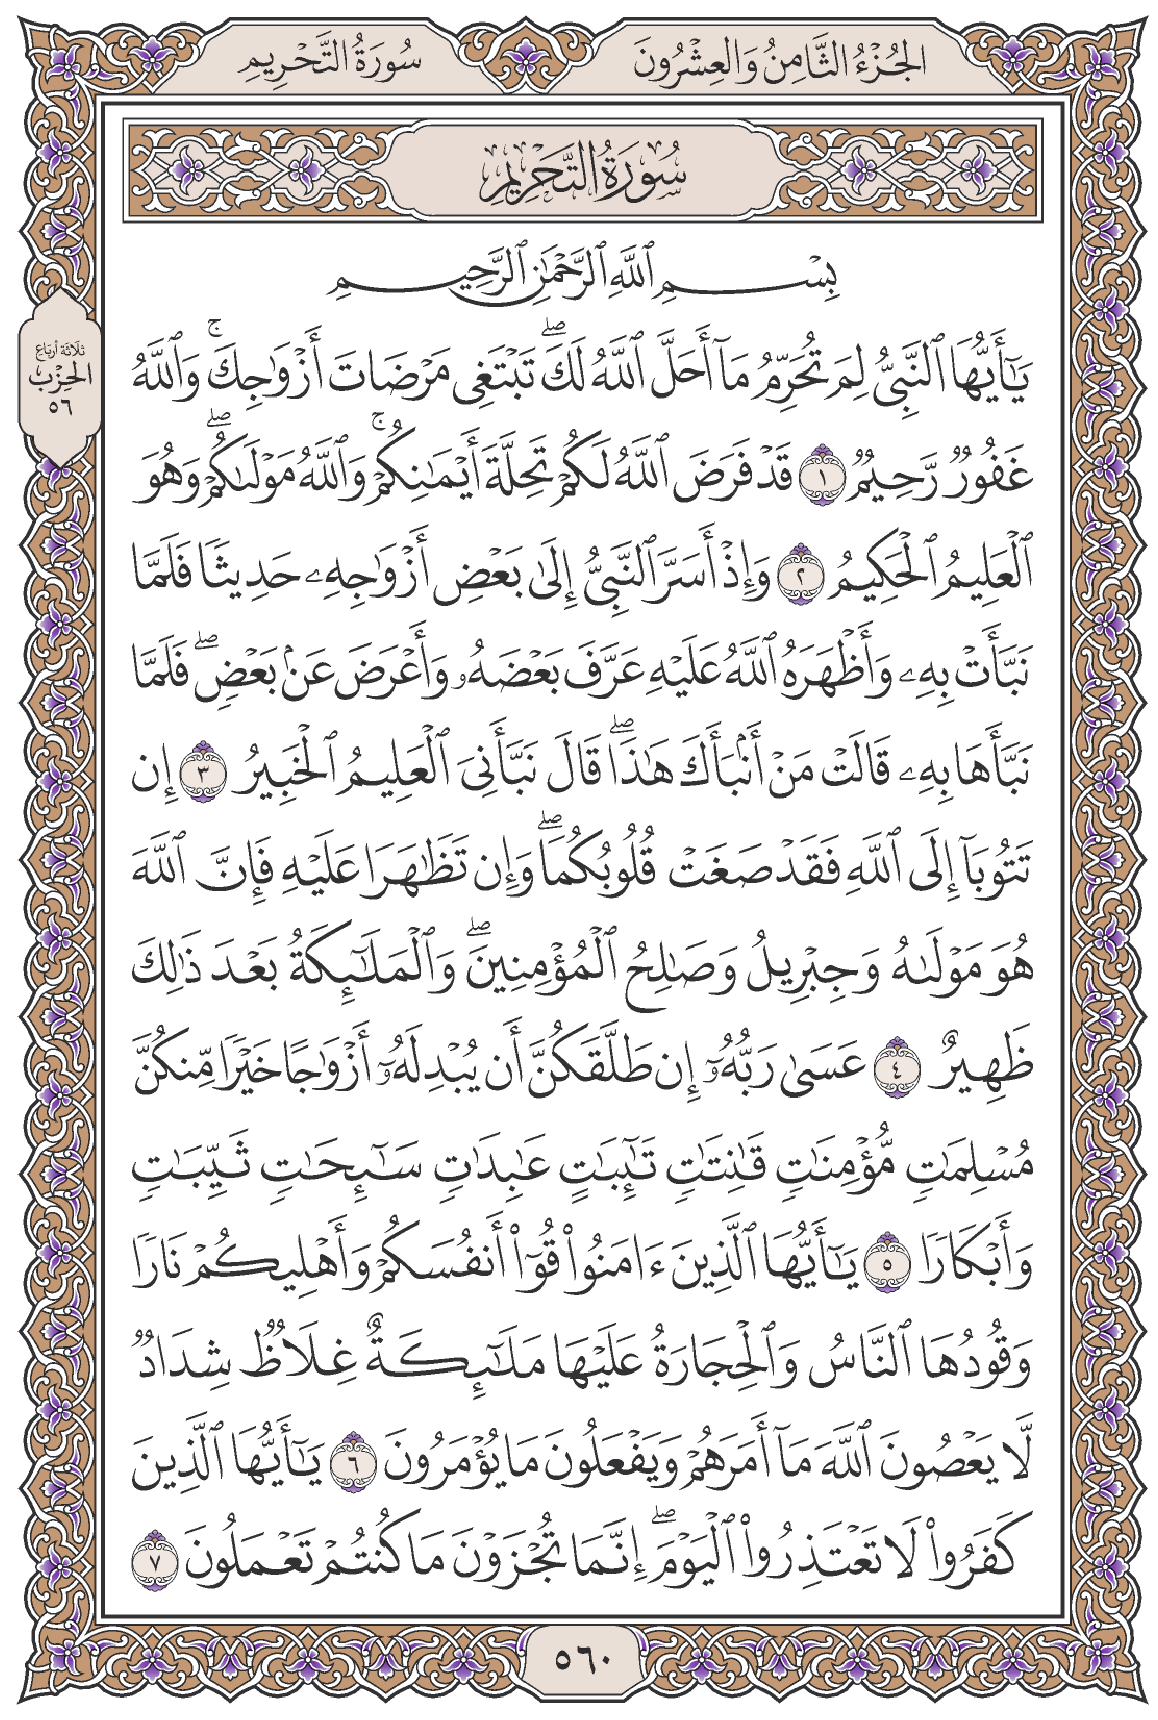 الجُزْءُ الثَّامِنُ وَالعِشْرُونَ
سُورَةُ التَّحْرِيمِ
سُورَةُ التَّحْرِيمِ
بِسْمِ ٱللَّهِ ٱلرَّحْمَٰنِ ٱلرَّحِيمِ
يَٰٓأَيُّهَا ٱلنَّبِىُّ لِمَ تُحَرِّمُ مَآ أَحَلَّ ٱللَّهُ لَكَۖ تَبْتَغِى مَرْضَاتَ أَزْوَٰجِكَۚ وَٱللَّهُ
غَفُورٌ رَّحِيمٌ ١ قَدْ فَرَضَ ٱللَّهُ لَكُمْ تَحِلَّةَ أَيْمَٰنِكُمْۚ وَٱللَّهُ مَوْلَىٰكُمْۖ وَهُوَ
ٱلْعَلِيمُ ٱلْحَكِيمُ ٢ وَإِذْ أَسَرَّ ٱلنَّبِىُّ إِلَىٰ بَعْضِ أَزْوَٰجِهِۦ حَدِيثًا فَلَمَّا
نَبَّأَتْ بِهِۦ وَأَظْهَرَهُ ٱللَّهُ عَلَيْهِ عَرَّفَ بَعْضَهُۥ وَأَعْرَضَ عَنۢ بَعْضٍۖ فَلَمَّا
نَبَّأَهَا بِهِۦ قَالَتْ مَنْ أَنۢبَأَكَ هَٰذَاۖ قَالَ نَبَّأَنِىَ ٱلْعَلِيمُ ٱلْخَبِيرُ ٣ إِن
تَتُوبَآ إِلَى ٱللَّهِ فَقَدْ صَغَتْ قُلُوبُكُمَاۖ وَإِن تَظَٰهَرَا عَلَيْهِ فَإِنَّ ٱللَّهَ
هُوَ مَوْلَىٰهُ وَجِبْرِيلُ وَصَٰلِحُ ٱلْمُؤْمِنِينَۖ وَٱلْمَلَٰٓئِكَةُ بَعْدَ ذَٰلِكَ
ظَهِيرٌ ٤ عَسَىٰ رَبُّهُۥٓ إِن طَلَّقَكُنَّ أَن يُبْدِلَهُۥٓ أَزْوَٰجًا خَيْرًا مِّنكُنَّ
مُسْلِمَٰتٍ مُّؤْمِنَٰتٍ قَٰنِتَٰتٍ تَٰٓئِبَٰتٍ عَٰبِدَٰتٍ سَٰٓئِحَٰتٍ ثَيِّبَٰتٍ
وَأَبْكَارًا ٥ يَٰٓأَيُّهَا ٱلَّذِينَ ءَامَنُوا۟ قُوٓا۟ أَنفُسَكُمْ وَأَهْلِيكُمْ نَارًا
وَقُودُهَا ٱلنَّاسُ وَٱلْحِجَارَةُ عَلَيْهَا مَلَٰٓئِكَةٌ غِلَاظٌ شِدَادٌ
لَّا يَعْصُونَ ٱللَّهَ مَآ أَمَرَهُمْ وَيَفْعَلُونَ مَا يُؤْمَرُونَ ٦ يَٰٓأَيُّهَا ٱلَّذِينَ
كَفَرُوا۟ لَا تَعْتَذِرُوا۟ ٱلْيَوْمَۖ إِنَّمَا تُجْزَوْنَ مَا كُنتُمْ تَعْمَلُونَ ٧
ثلاثة أرباع
الحِزْب
٥٦
٥٦٠